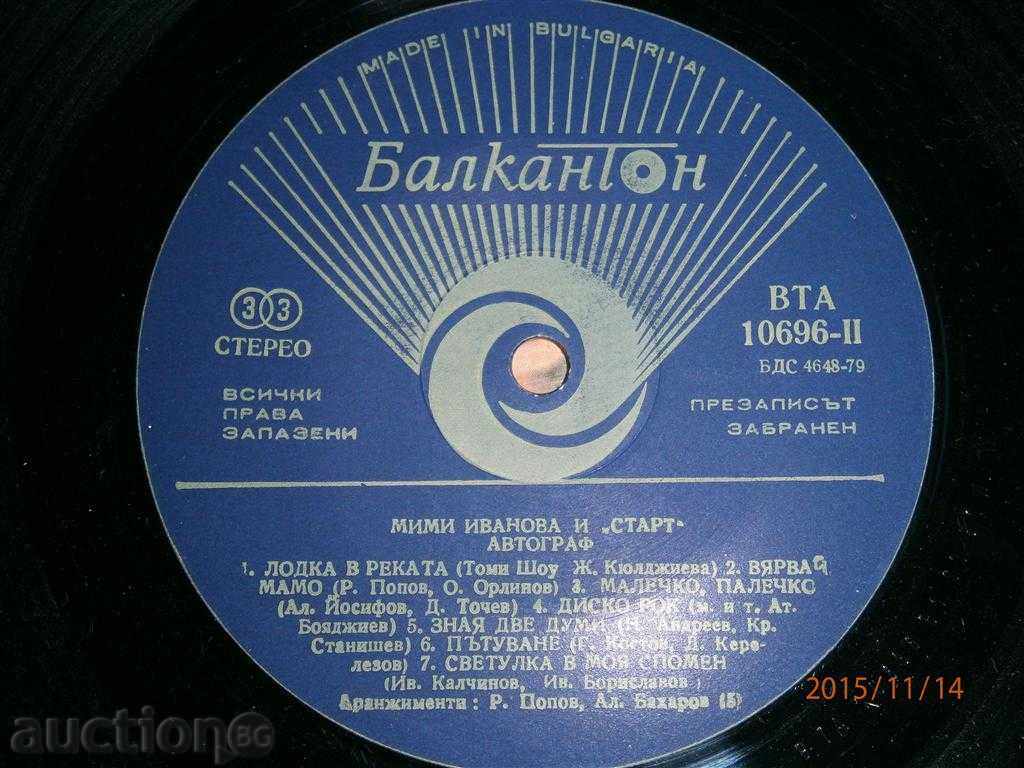 MADE IN BULGARIA
Балкантон
33
СТЕРЕО
ВТА
10696-II
БДС 4648-79
ВСИЧКИ
ПРАВА
ЗАПАЗЕНИ
ПРЕЗАПИСЪТ
ЗАБРАНЕН
МИМИ ИВАНОВА И „СТАРТ“
АВТОГРАФ
1. ЛОДКА В РЕКАТА (Томи Шоу Ж. Кюлджиева) 2. ВЯРВАЙ
МАМО (Р. Попов, О. Орлинов) 3. МАЛЕЧКО, ПАЛЕЧКО
(Ал. Йосифов, Д. Точев) 4. ДИСКО РОК (м. и т. Ат.
Бояджиев) 5. ЗНАЯ ДВЕ ДУМИ (Н. Андреев, Кр.
Станишев) 6. ПЪТУВАНЕ (Г. Костов, Д. Кере-
лезов) 7. СВЕТУЛКА В МОЯ СПОМЕН
(Ив. Калчинов, Ив. Бориславов)
Аранжименти: Р. Попов, Ал. Бахаров (5)
2015/11/14
auction BG